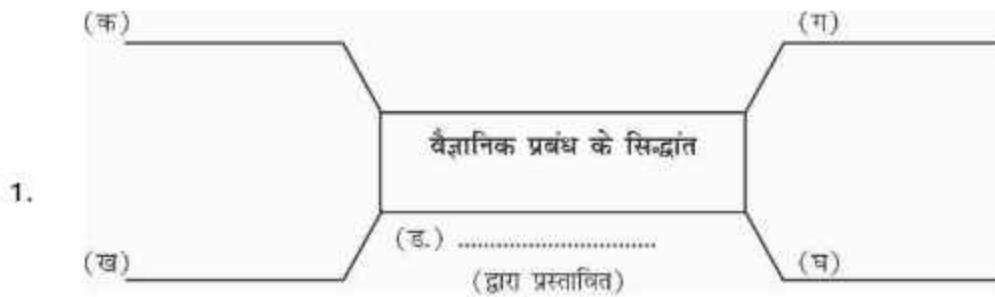 (क)
(ग)
वैज्ञानिक प्रबंध के सिद्धांत
1.
(ड.) ................................
(ख)
(घ)
(द्वारा प्रस्तावित)